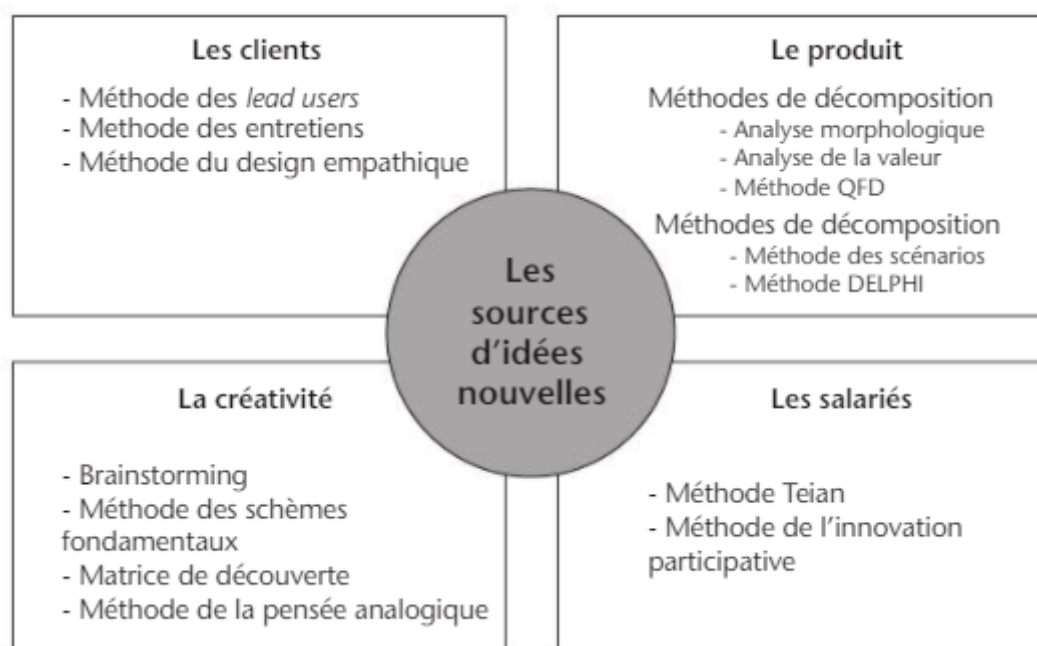 Les clients
- Méthode des lead users
- Methode des entretiens
- Méthode du design empathique
Le produit
Méthodes de décomposition
- Analyse morphologique
- Analyse de la valeur
- Méthode QFD
Méthodes de décomposition
- Méthode des scénarios
- Méthode DELPHI
Les
sources
d'idées
nouvelles
La créativité
- Brainstorming
- Méthode des schèmes
fondamentaux
- Matrice de découverte
- Méthode de la pensée analogique
Les salariés
- Méthode Teian
- Méthode de l'innovation
participative